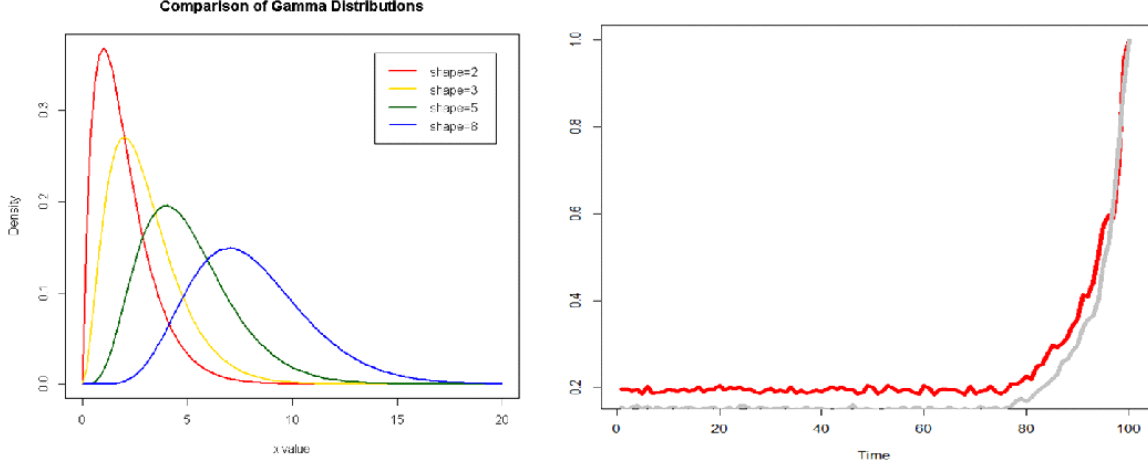 Comparison of Gamma Distributions
Density
0.3
0.2
0.1
0.0
shape=2
shape=3
shape=5
shape=8
0 5 10 15 20
x value
1.0
0.8
0.6
0.4
0.2
0 20 40 60 80 100
Time